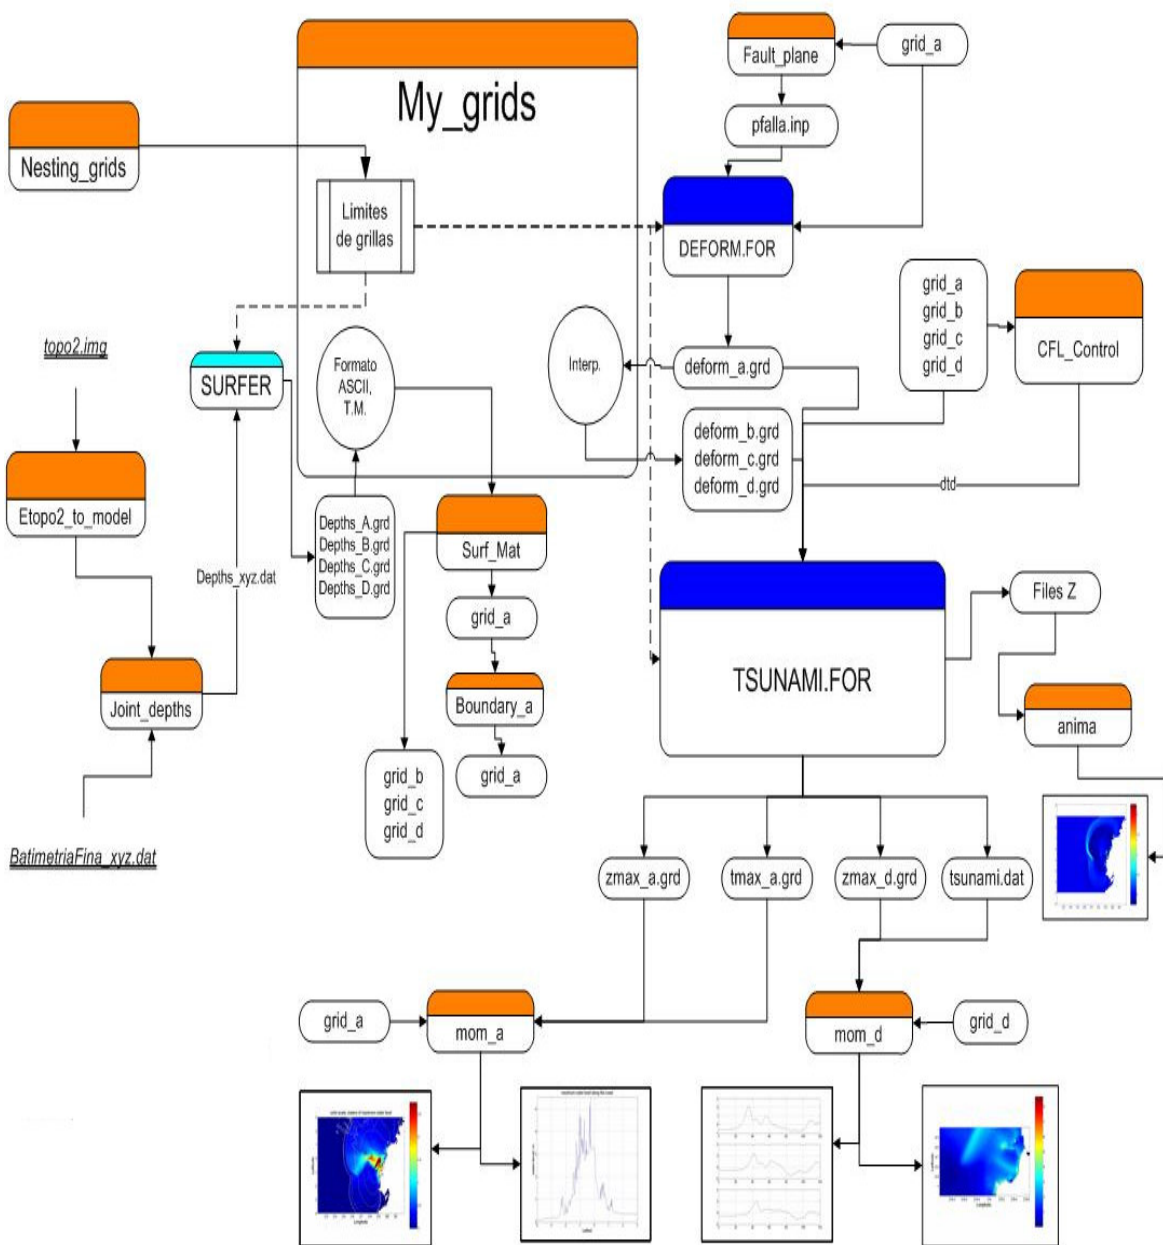 My_grids
Fault_plane
grid_a
pfalla.inp
Nesting_grids
Limites
de grillas
DEFORM.FOR
grid_a
grid_b
grid_c
grid_d
CFL_Control
topo2.img
SURFER
Formato
ASCII,
T.M.
Interp.
deform_a.grd
deform_b.grd
deform_c.grd
deform_d.grd
dtd
Etopo2_to_model
Depths_xyz.dat
Depths_A.grd
Depths_B.grd
Depths_C.grd
Depths_D.grd
Surf_Mat
grid_a
Boundary_a
grid_a
grid_b
grid_c
grid_d
Joint_depths
BatimetriaFina_xyz.dat
TSUNAMI.FOR
Files Z
anima
zmax_a.grd
tmax_a.grd
zmax_d.grd
tsunami.dat
grid_a
mom_a
mom_d
grid_d